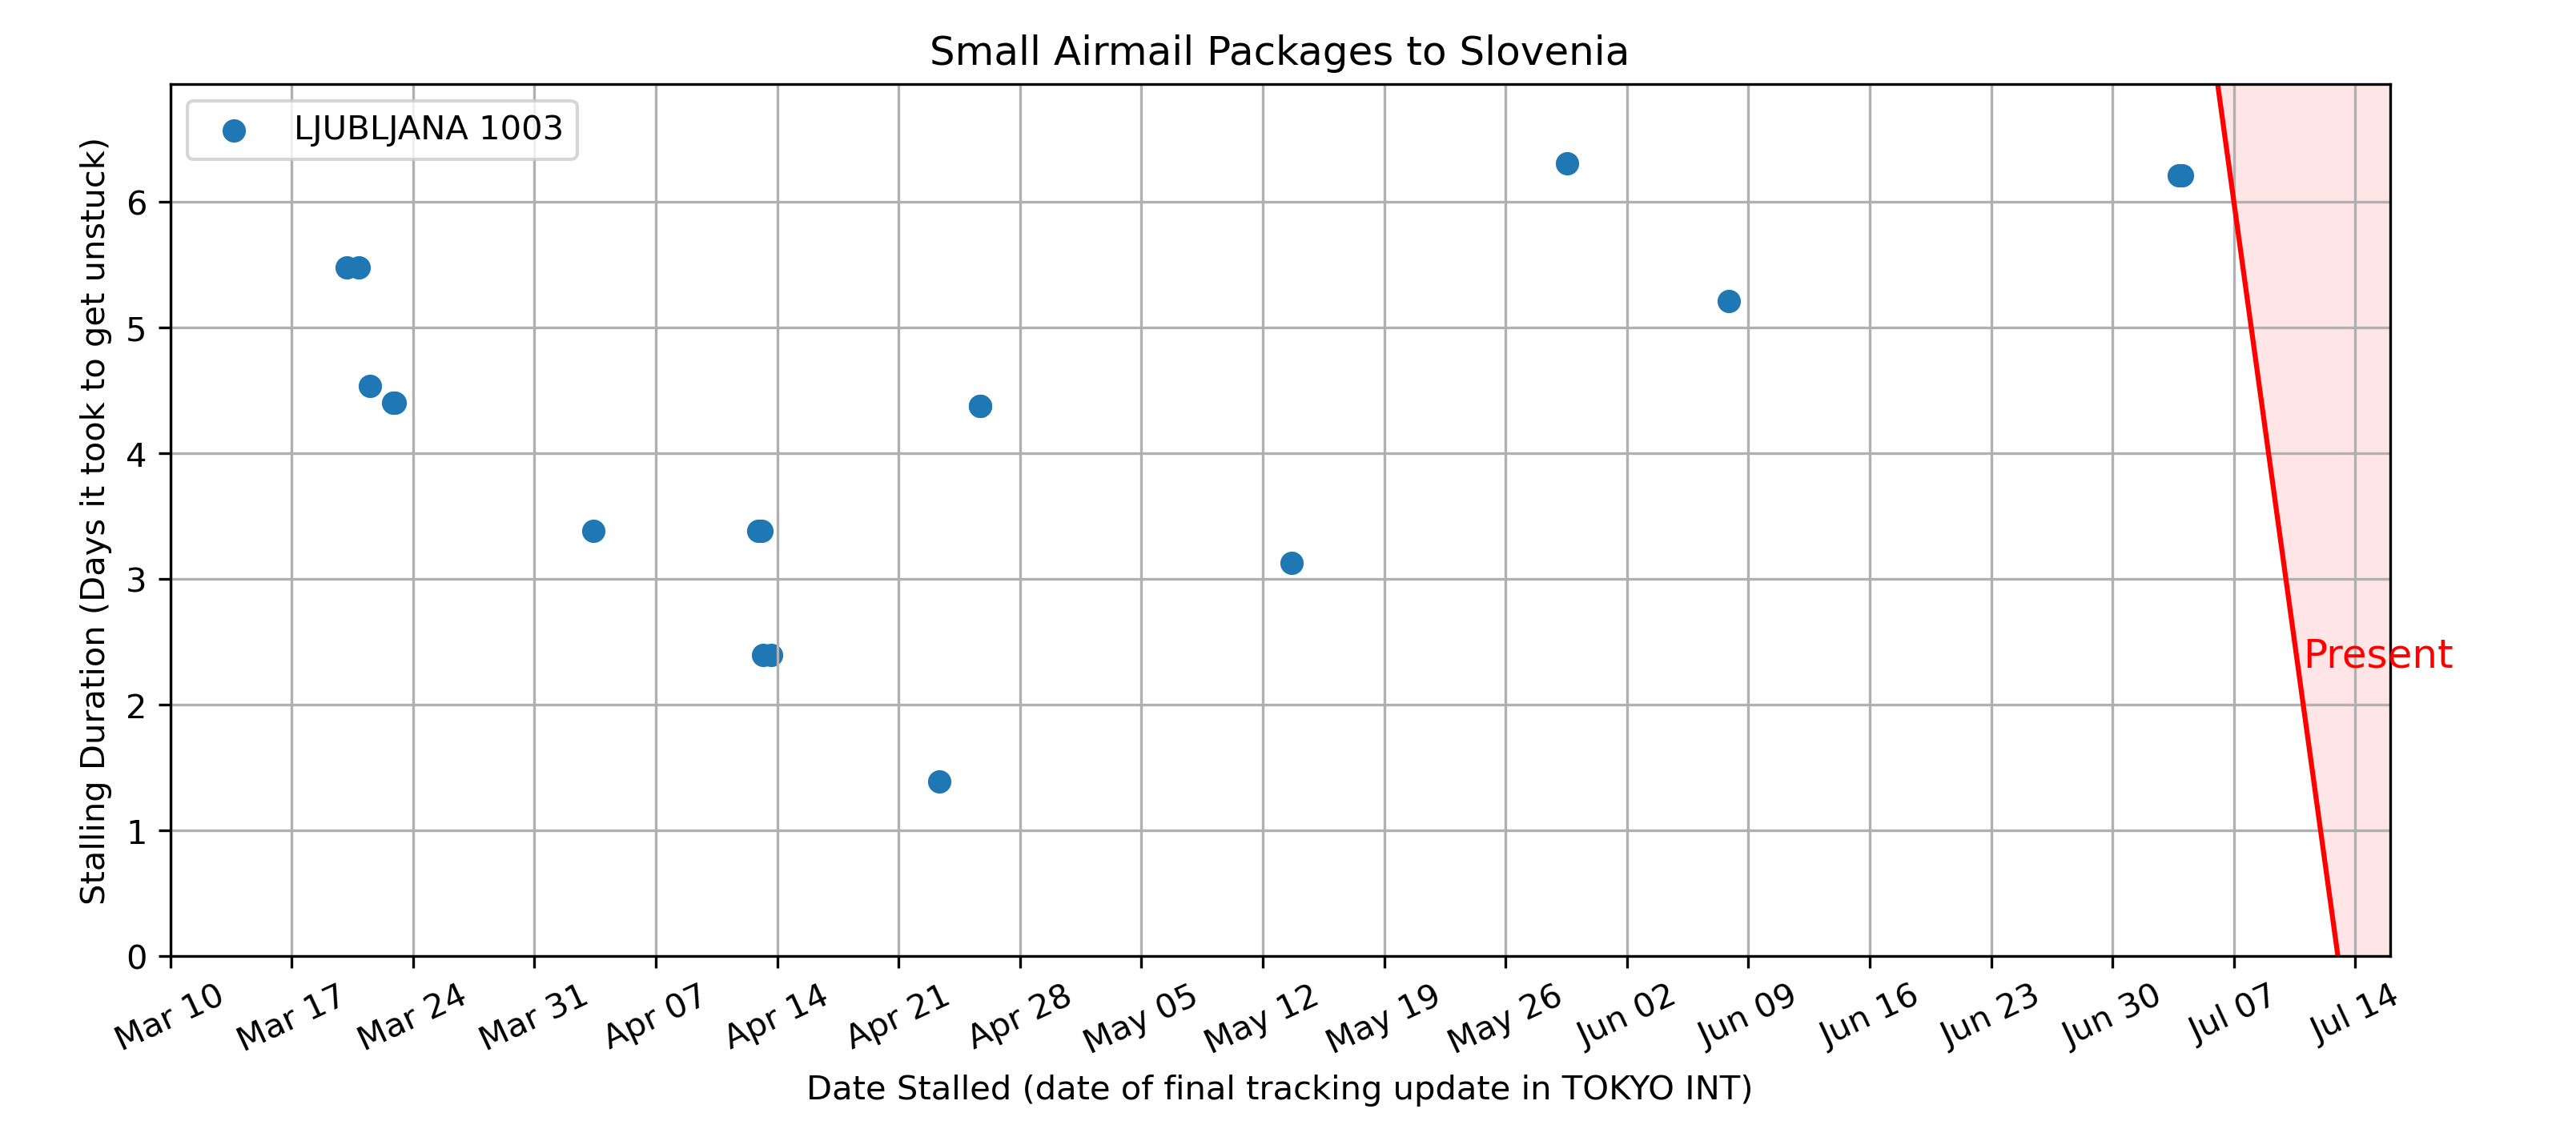 Small Airmail Packages to Slovenia
LJUBLJANA 1003
Stalling Duration (Days it took to get unstuck)
6
5
4
3
2
1
0
Present
Mar 10 Mar 17 Mar 24 Mar 31 Apr 07 Apr 14 Apr 21 Apr 28 May 05 May 12 May 19 May 26 Jun 02 Jun 09 Jun 16 Jun 23 Jun 30 Jul 07 Jul 14
Date Stalled (date of final tracking update in TOKYO INT)